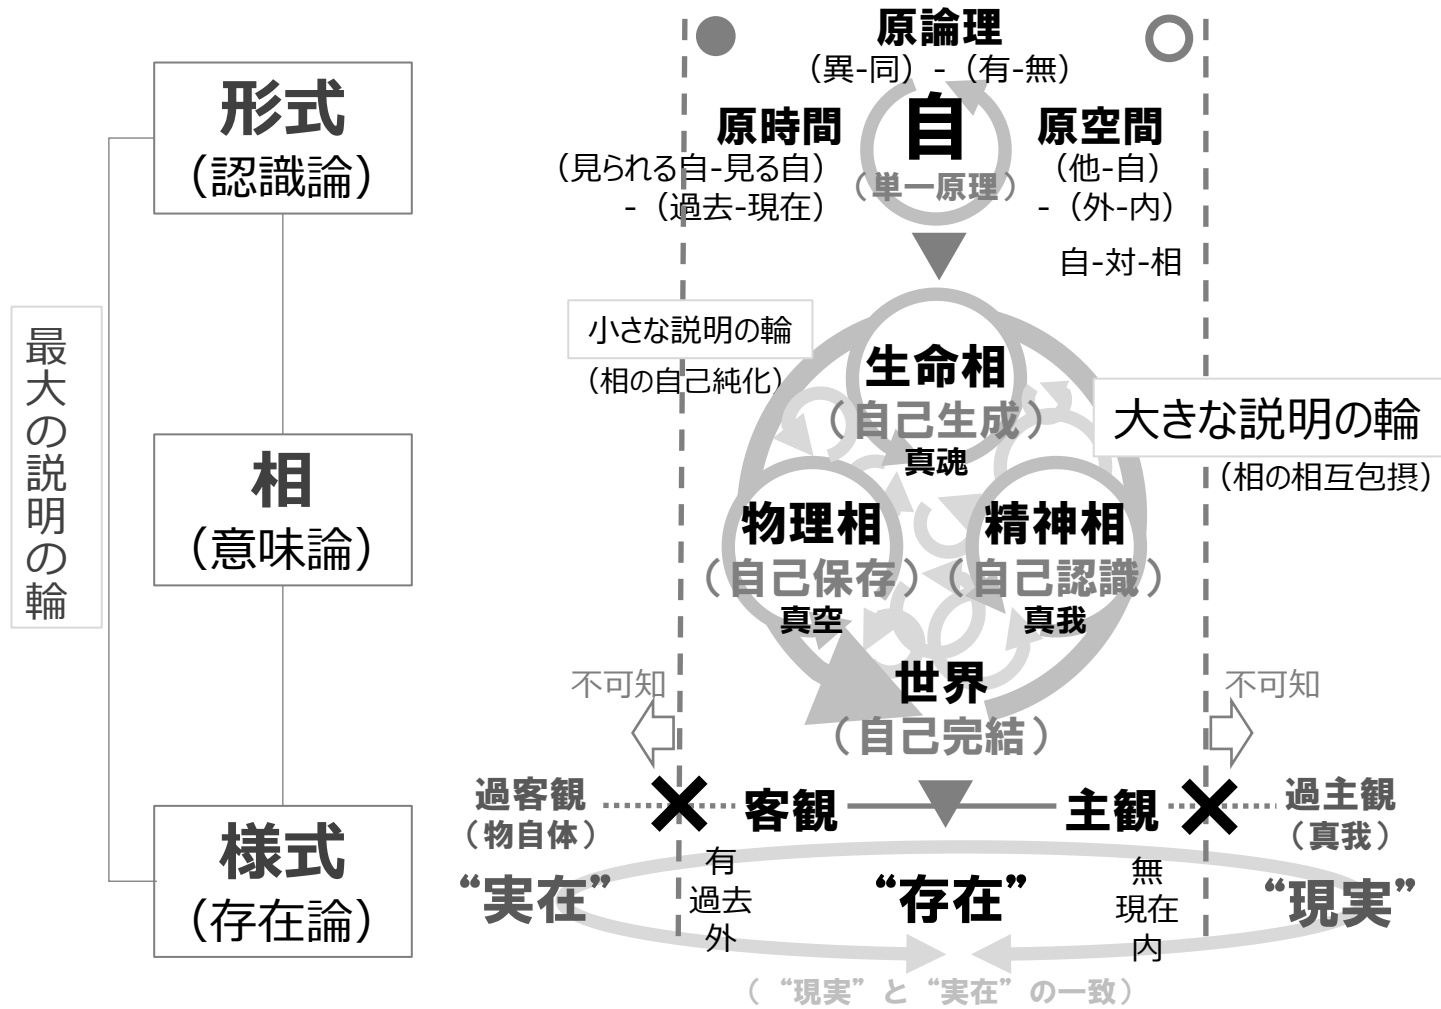 最大の説明の輪
形式
（認識論）
相
（意味論）
様式
（存在論）
原論理
（異-同）-（有-無）
原時間
（見られる自-見る自）
-（過去-現在）
自
（単一原理）
原空間
（他-自）
-（外-内）
自-対-相
小さな説明の輪
（相の自己純化）
生命相
（自己生成）
真魂
大きな説明の輪
（相の相互包摂）
物理相
（自己保存）
真空
精神相
（自己認識）
真我
世界
（自己完結）
不可知
不可知
過客観
（物自体）
客観
主観
過主観
（真我）
“実在”
有
過去
外
“存在”
無
現在
内
“現実”
（“現実”と“実在”の一致）